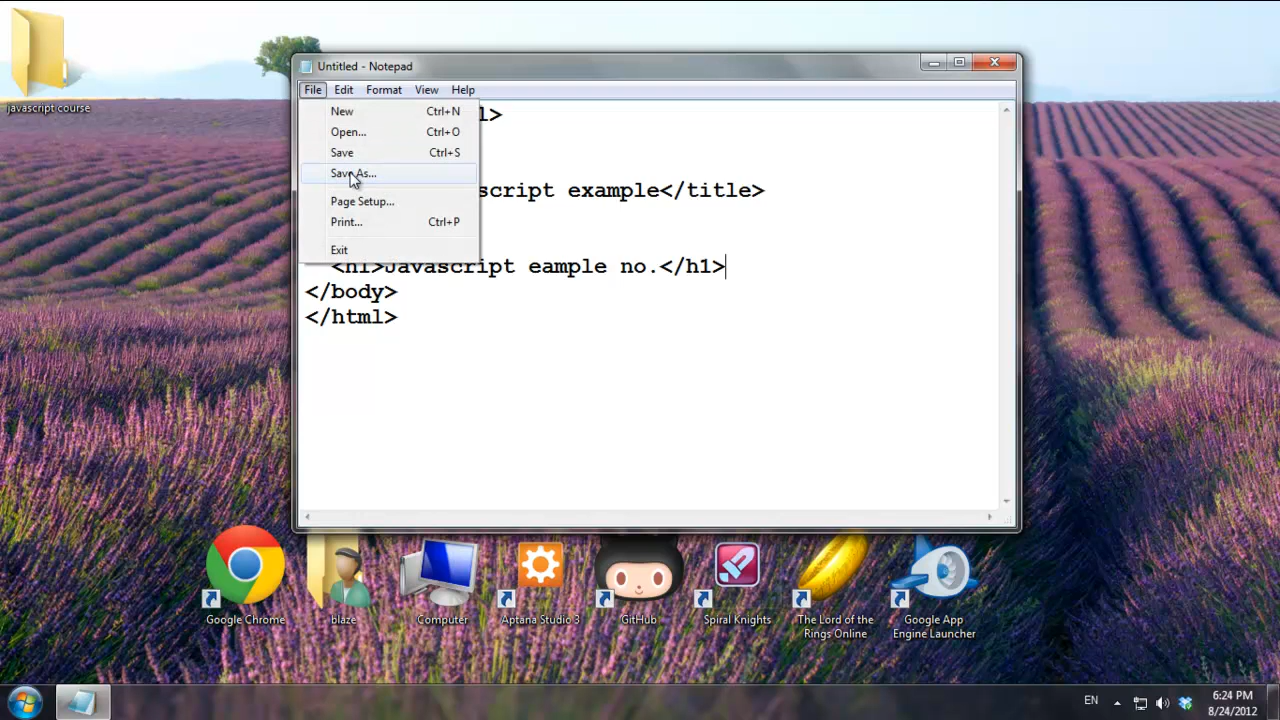 javascript course
Untitled - Notepad
File Edit Format View Help
New Ctrl+N
Open... Ctrl+O
Save Ctrl+S
Save As...
Page Setup...
Print... Ctrl+P
Exit
l>
script example</title>
<h1>Javascript eample no.</h1>
</body>
</html>
Google Chrome
blaze
Computer
Aptana Studio 3
GitHub
Spiral Knights
The Lord of the
Rings Online
Google App
Engine Launcher
EN
6:24 PM
8/24/2012